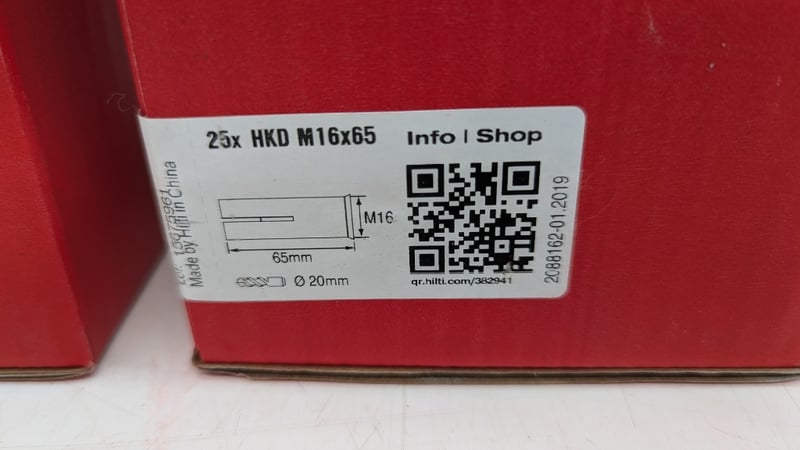 25x HKD M16x65
Info | Shop
M16
65mm
Ø 20mm
qr.hilti.com/382941
2088162-01.2019
Made by Hilti in China